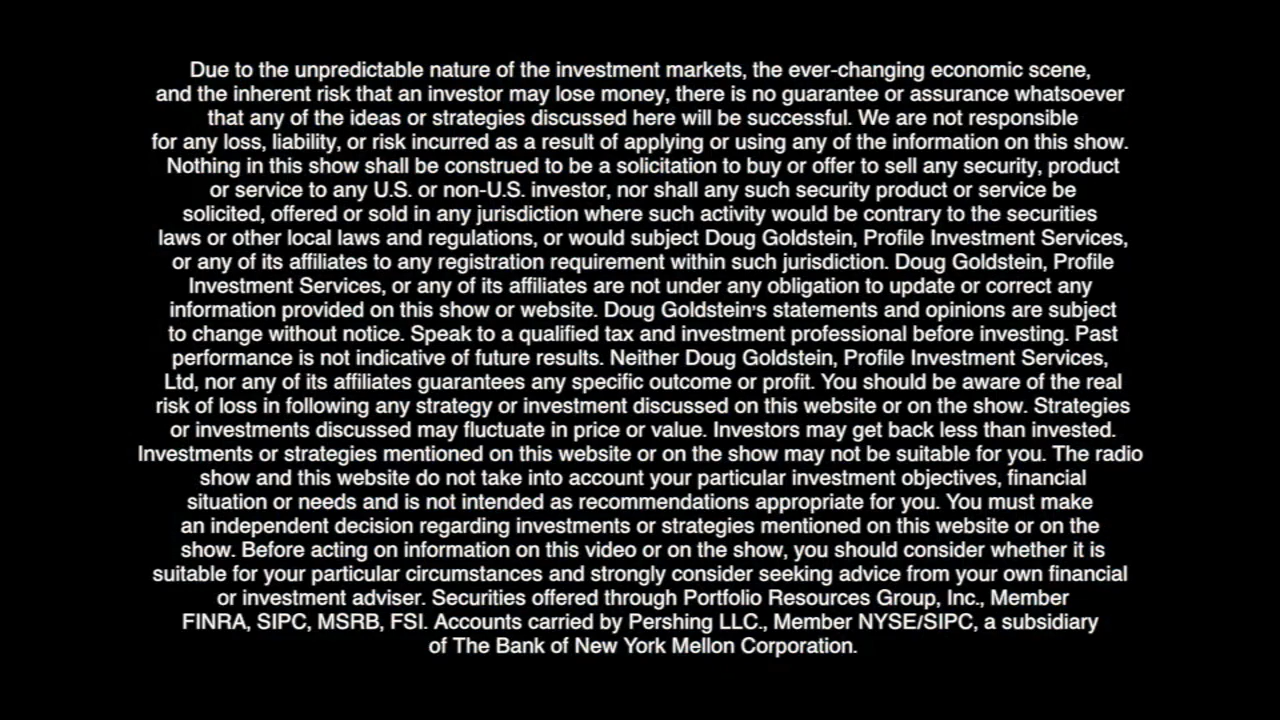 Due to the unpredictable nature of the investment markets, the ever-changing economic scene,
and the inherent risk that an investor may lose money, there is no guarantee or assurance whatsoever
that any of the ideas or strategies discussed here will be successful. We are not responsible
for any loss, liability, or risk incurred as a result of applying or using any of the information on this show.
Nothing in this show shall be construed to be a solicitation to buy or offer to sell any security, product
or service to any U.S. or non-U.S. investor, nor shall any such security product or service be
solicited, offered or sold in any jurisdiction where such activity would be contrary to the securities
laws or other local laws and regulations, or would subject Doug Goldstein, Profile Investment Services,
or any of its affiliates to any registration requirement within such jurisdiction. Doug Goldstein, Profile
Investment Services, or any of its affiliates are not under any obligation to update or correct any
information provided on this show or website. Doug Goldstein's statements and opinions are subject
to change without notice. Speak to a qualified tax and investment professional before investing. Past
performance is not indicative of future results. Neither Doug Goldstein, Profile Investment Services,
Ltd, nor any of its affiliates guarantees any specific outcome or profit. You should be aware of the real
risk of loss in following any strategy or investment discussed on this website or on the show. Strategies
or investments discussed may fluctuate in price or value. Investors may get back less than invested.
Investments or strategies mentioned on this website or on the show may not be suitable for you. The radio
show and this website do not take into account your particular investment objectives, financial
situation or needs and is not intended as recommendations appropriate for you. You must make
an independent decision regarding investments or strategies mentioned on this website or on the
show. Before acting on information on this video or on the show, you should consider whether it is
suitable for your particular circumstances and strongly consider seeking advice from your own financial
or investment adviser. Securities offered through Portfolio Resources Group, Inc., Member
FINRA, SIPC, MSRB, FSI. Accounts carried by Pershing LLC., Member NYSE/SIPC, a subsidiary
of The Bank of New York Mellon Corporation.